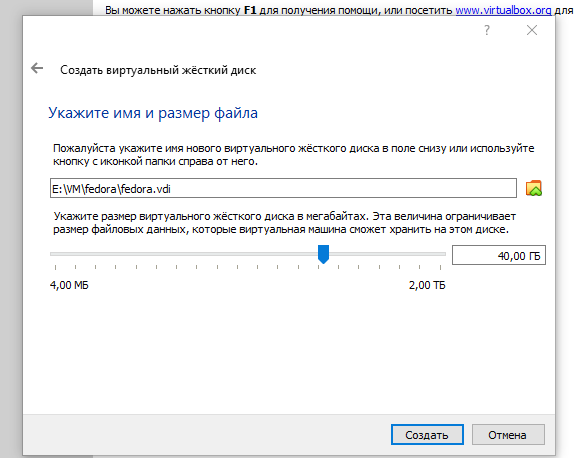 Вы можете нажать кнопку F1 для получения помощи, или посетить www.virtualbox.org для
?
Создать виртуальный жёсткий диск
Укажите имя и размер файла
Пожалуйста укажите имя нового виртуального жёсткого диска в поле снизу или используйте
кнопку с иконкой папки справа от него.
E:\VM\fedora\fedora.vdi
Укажите размер виртуального жёсткого диска в мегабайтах. Эта величина ограничивает
размер файловых данных, которые виртуальная машина сможет хранить на этом диске.
40,00 ГБ
4,00 МБ 2,00 ТБ
Создать Отмена